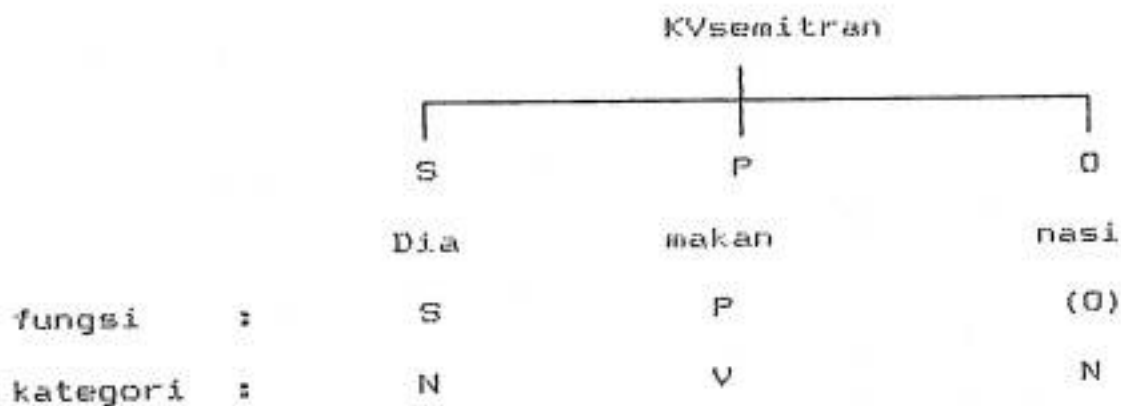 KVsemitran
S P O
Dia makan nasi
fungsi : S P (O)
kategori : N V N